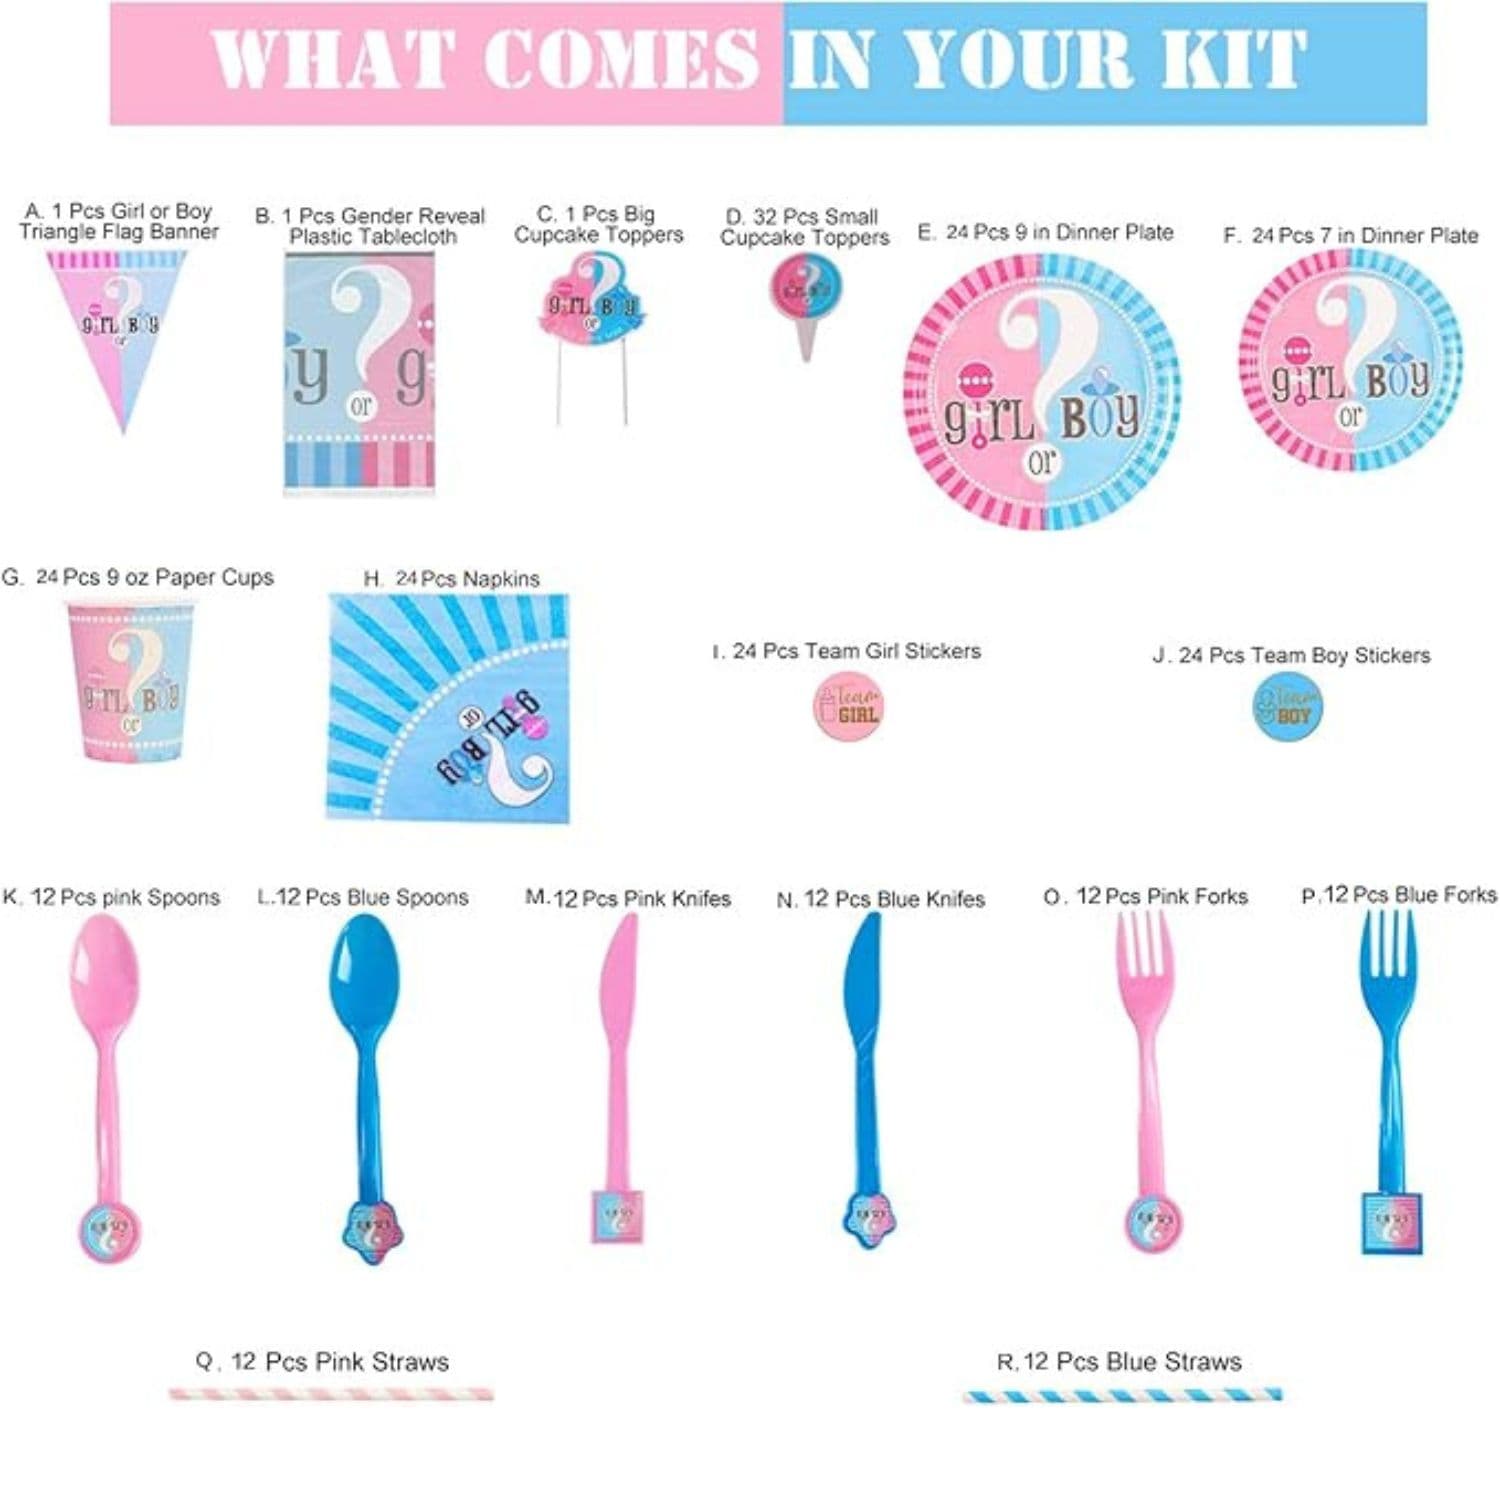 WHAT COMES IN YOUR KIT
A. 1 Pcs Girl or Boy
Triangle Flag Banner
B. 1 Pcs Gender Reveal
Plastic Tablecloth
C. 1 Pcs Big
Cupcake Toppers
D. 32 Pcs Small
Cupcake Toppers
E. 24 Pcs 9 in Dinner Plate
F. 24 Pcs 7 in Dinner Plate
girl Boy
or
y ? g
or
girl ? Boy
or
girl ? Boy
or
girl ? Boy
or
girl ? Boy
or
G. 24 Pcs 9 oz Paper Cups
H. 24 Pcs Napkins
I. 24 Pcs Team Girl Stickers
J. 24 Pcs Team Boy Stickers
girl ? Boy
or
girl ? Boy
or
Team
GIRL
Team
BOY
K. 12 Pcs pink Spoons
L.12 Pcs Blue Spoons
M.12 Pcs Pink Knifes
N. 12 Pcs Blue Knifes
O. 12 Pcs Pink Forks
P.12 Pcs Blue Forks
Q. 12 Pcs Pink Straws
R.12 Pcs Blue Straws